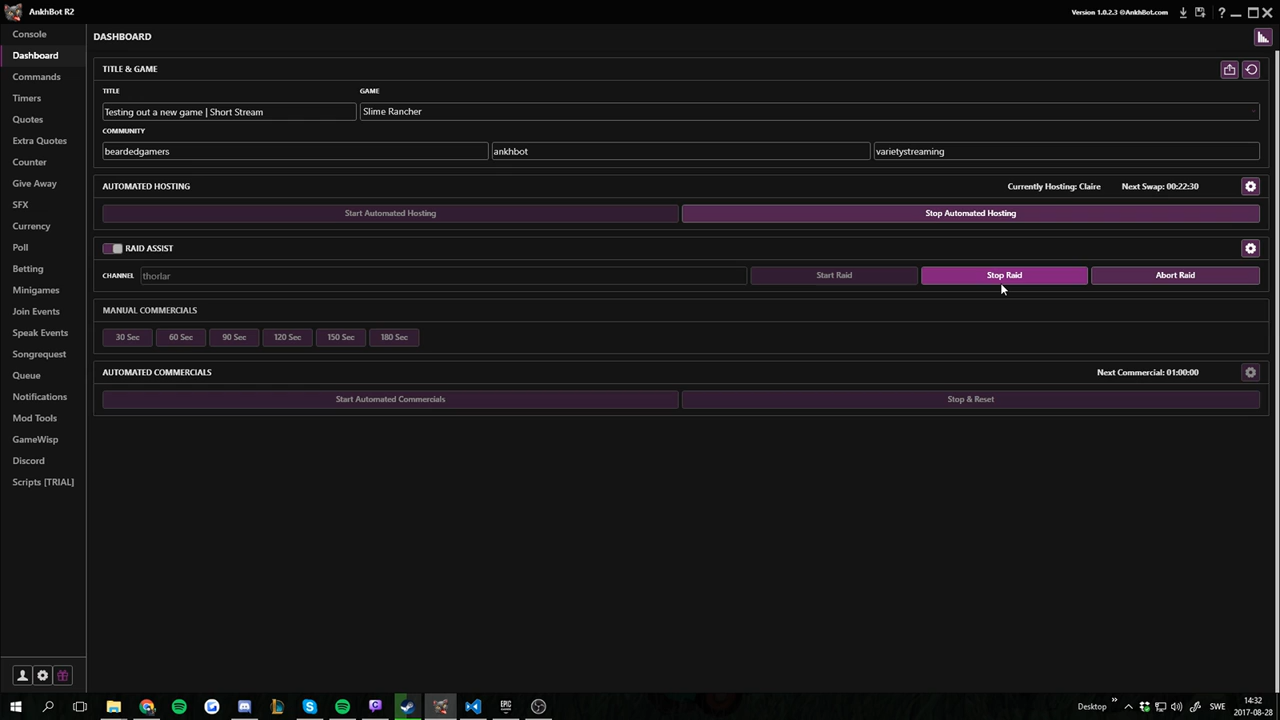 AnkhBot R2
Version 1.0.2.3 @AnkhBot.com
?
Console
Dashboard
Commands
Timers
Quotes
Extra Quotes
Counter
Give Away
SFX
Currency
Poll
Betting
Minigames
Join Events
Speak Events
Songrequest
Queue
Notifications
Mod Tools
GameWisp
Discord
Scripts [TRIAL]
DASHBOARD
TITLE & GAME
TITLE
GAME
Testing out a new game | Short Stream
Slime Rancher
COMMUNITY
beardedgamers
ankhbot
varietystreaming
AUTOMATED HOSTING
Currently Hosting: Claire
Next Swap: 00:22:30
Start Automated Hosting
Stop Automated Hosting
RAID ASSIST
CHANNEL
thorlar
Start Raid
Stop Raid
Abort Raid
MANUAL COMMERCIALS
30 Sec
60 Sec
90 Sec
120 Sec
150 Sec
180 Sec
AUTOMATED COMMERCIALS
Next Commercial: 01:00:00
Start Automated Commercials
Stop & Reset
EPIC
Desktop
SWE
14:32
2017-08-28